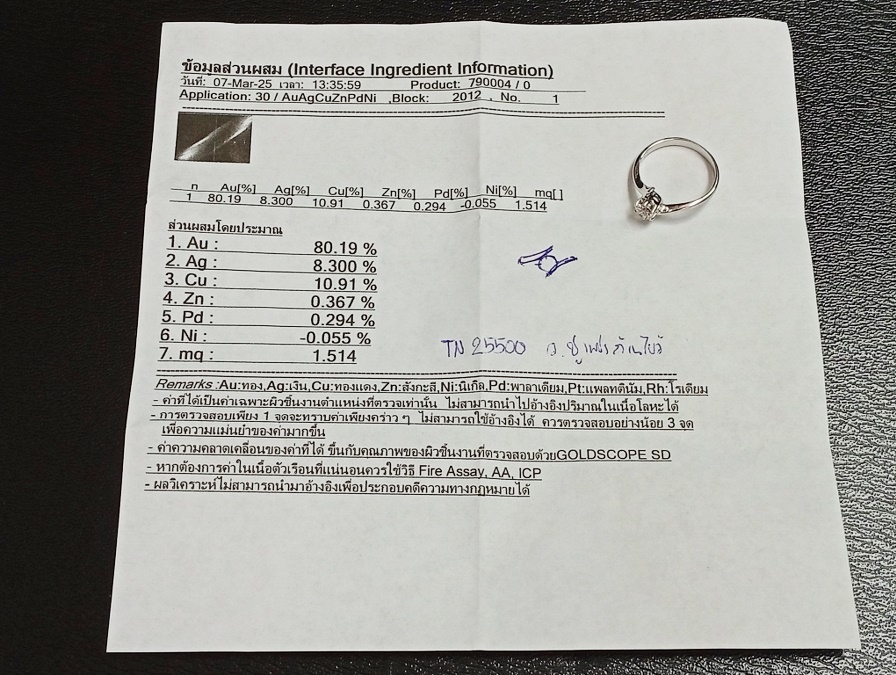 ข้อมูลส่วนผสม (Interface Ingredient Information)
วันที่: 07-Mar-25 เวลา: 13:35:59 Product: 790004 / 0
Application: 30 / AuAgCuZnPdNi ,Block: 2012 , No. 1
n Au[%] Ag[%] Cu[%] Zn[%] Pd[%] Ni[%] mq[ ]
1 80.19 8.300 10.91 0.367 0.294 -0.055 1.514
ส่วนผสมโดยประมาณ
1. Au : 80.19 %
2. Ag : 8.300 %
3. Cu : 10.91 %
4. Zn : 0.367 %
5. Pd : 0.294 %
6. Ni : -0.055 %
7. mq : 1.514
TN 25500
Remarks :Au:ทอง,Ag:เงิน,Cu:ทองแดง,Zn:สังกะสี,Ni:นิเกิล,Pd:พาลาเดียม,Pt:แพลทตินัม,Rh:โรเดียม
- ค่าที่ได้เป็นค่าเฉพาะผิวชิ้นงานตำแหน่งที่ตรวจเท่านั้น ไม่สามารถนำไปอ้างอิงปริมาณในเนื้อโลหะได้
- การตรวจสอบเพียง 1 จุดจะทราบค่าเพียงคร่าว ๆ ไม่สามารถใช้อ้างอิงได้ ควรตรวจสอบอย่างน้อย 3 จุด
เพื่อความแม่นยำของค่ามากขึ้น
- ค่าความคลาดเคลื่อนของค่าที่ได้ ขึ้นกับคุณภาพของผิวชิ้นงานที่ตรวจสอบด้วยGOLDSCOPE SD
- หากต้องการค่าในเนื้อตัวเรือนที่แน่นอนควรใช้วิธี Fire Assay, AA, ICP
- ผลวิเคราะห์ไม่สามารถนำมาอ้างอิงเพื่อประกอบคดีความทางกฎหมายได้